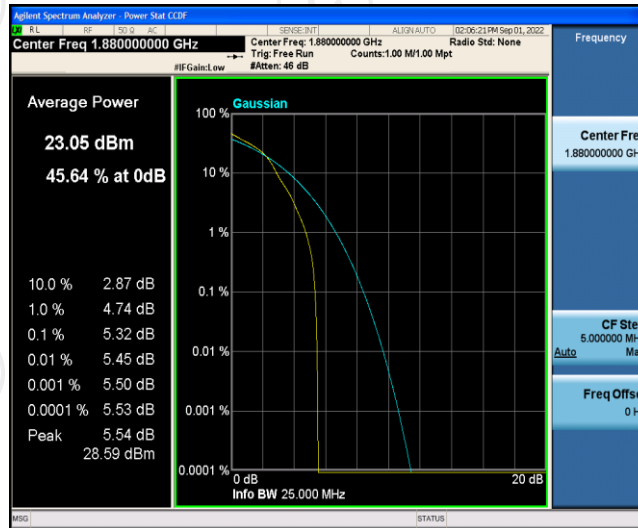 Agilent Spectrum Analyzer - Power Stat CCDF
RL RF 50 Ω AC SENSE:INT ALIGN AUTO 02:06:21 PM Sep 01, 2022
Center Freq 1.880000000 GHz
Center Freq: 1.880000000 GHz Radio Std: None
Trig: Free Run Counts:1.00 M/1.00 Mpt
#IFGain:Low #Atten: 46 dB
Frequency
Average Power
23.05 dBm
45.64 % at 0dB
10.0 % 2.87 dB
1.0 % 4.74 dB
0.1 % 5.32 dB
0.01 % 5.45 dB
0.001 % 5.50 dB
0.0001 % 5.53 dB
Peak 5.54 dB
28.59 dBm
Gaussian
100 %
10 %
1 %
0.1 %
0.01 %
0.001 %
0.0001 %
0 dB 20 dB
Info BW 25.000 MHz
Center Fre
1.880000000 GH
CF Ste
5.000000 MH
Auto Ma
Freq Offse
0 H
MSG STATUS